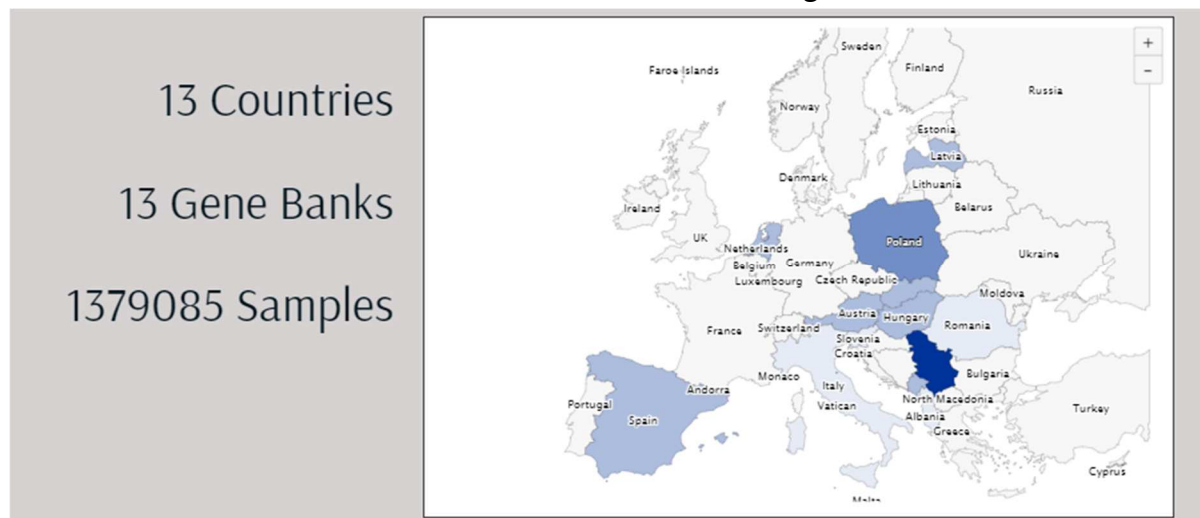 13 Countries
13 Gene Banks
1379085 Samples
+
−
Sweden
Finland
Faroe Islands
Russia
Norway
Estonia
Latvia
Denmark
Lithuania
Ireland
Belarus
UK
Poland
Netherlands
Ukraine
Belgium
Germany
Luxembourg
Czech Republic
Moldova
Austria
Hungary
France
Switzerland
Romania
Slovenia
Croatia
Monaco
Bulgaria
Andorra
Italy
North Macedonia
Portugal
Vatican
Turkey
Albania
Spain
Greece
Cyprus